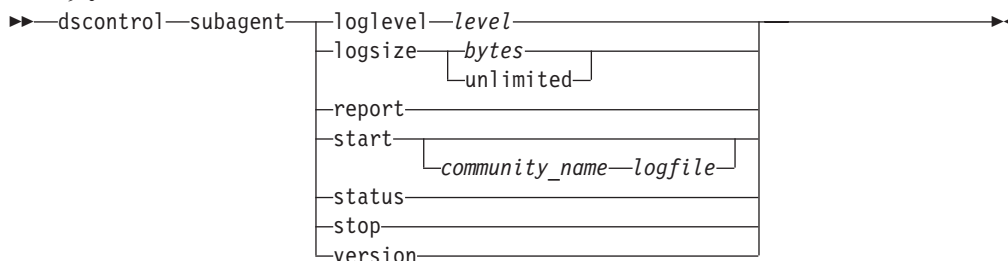 dscontrol subagent loglevel level
logsize bytes
unlimited
report
start
community_name logfile
status
stop
version